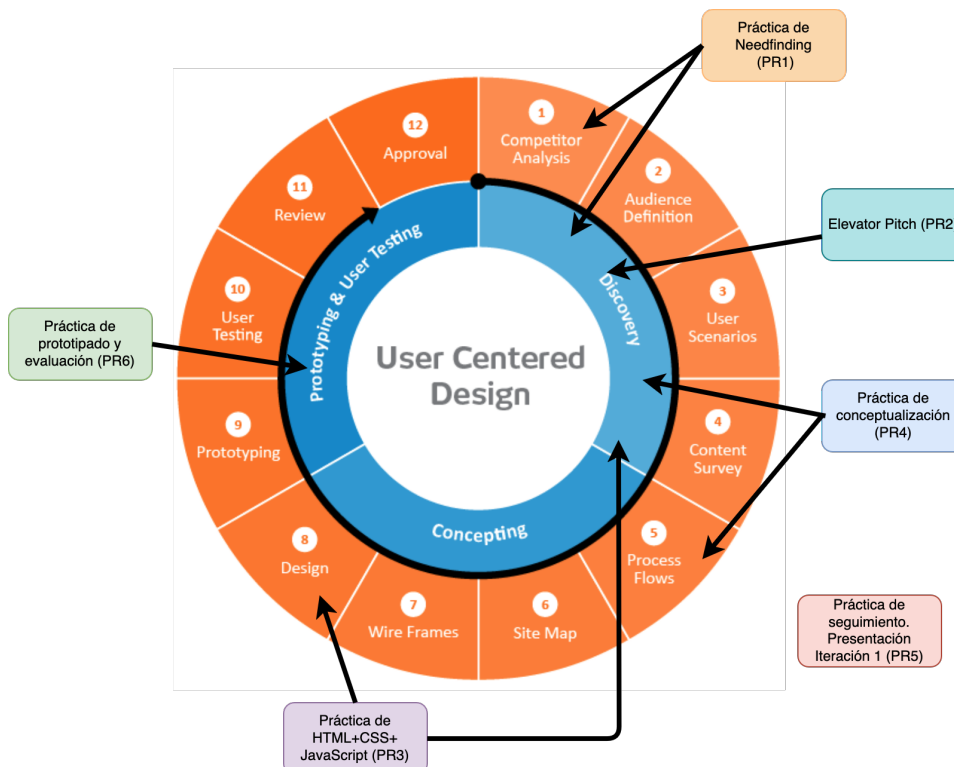 Práctica de
Needfinding
(PR1)
12
Approval
1
Competitor
Analysis
11
Review
2
Audience
Definition
Elevator Pitch (PR2
10
User
Testing
3
User
Scenarios
Prototyping & User Testing
Discovery
Práctica de
prototipado y
evaluación (PR6)
User Centered
Design
Práctica de
conceptualización
(PR4)
9
Prototyping
4
Content
Survey
Concepting
8
Design
5
Process
Flows
7
Wire Frames
6
Site Map
Práctica de
seguimiento.
Presentación
Iteración 1 (PR5)
Práctica de
HTML+CSS+
JavaScript (PR3)